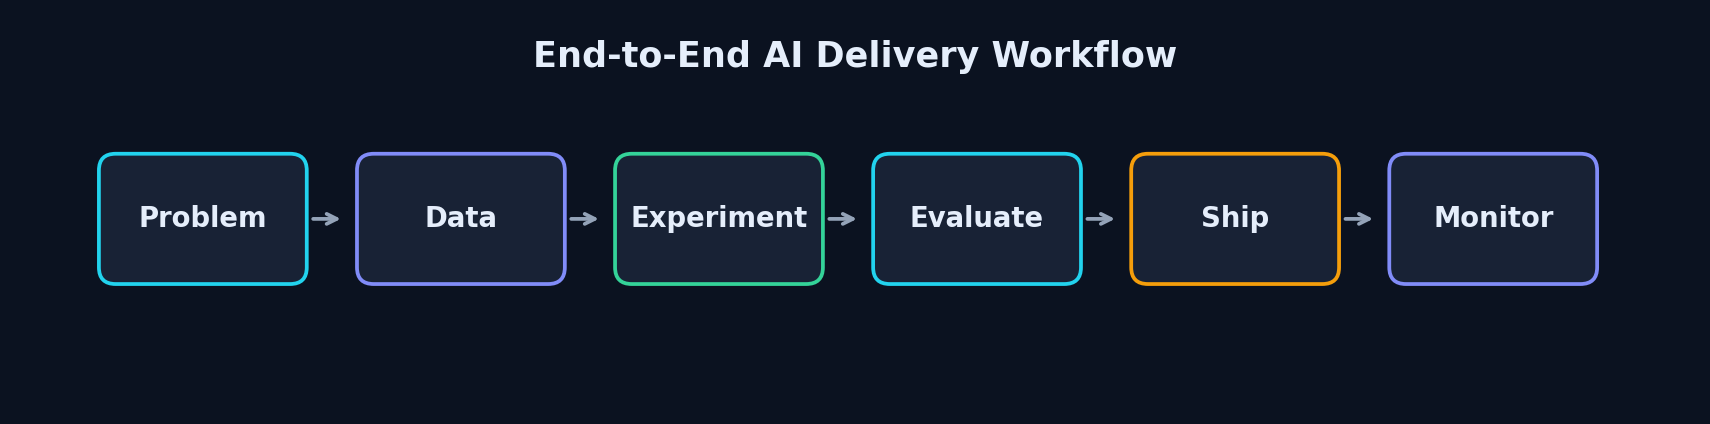 End-to-End AI Delivery Workflow
Problem
Data
Experiment
Evaluate
Ship
Monitor